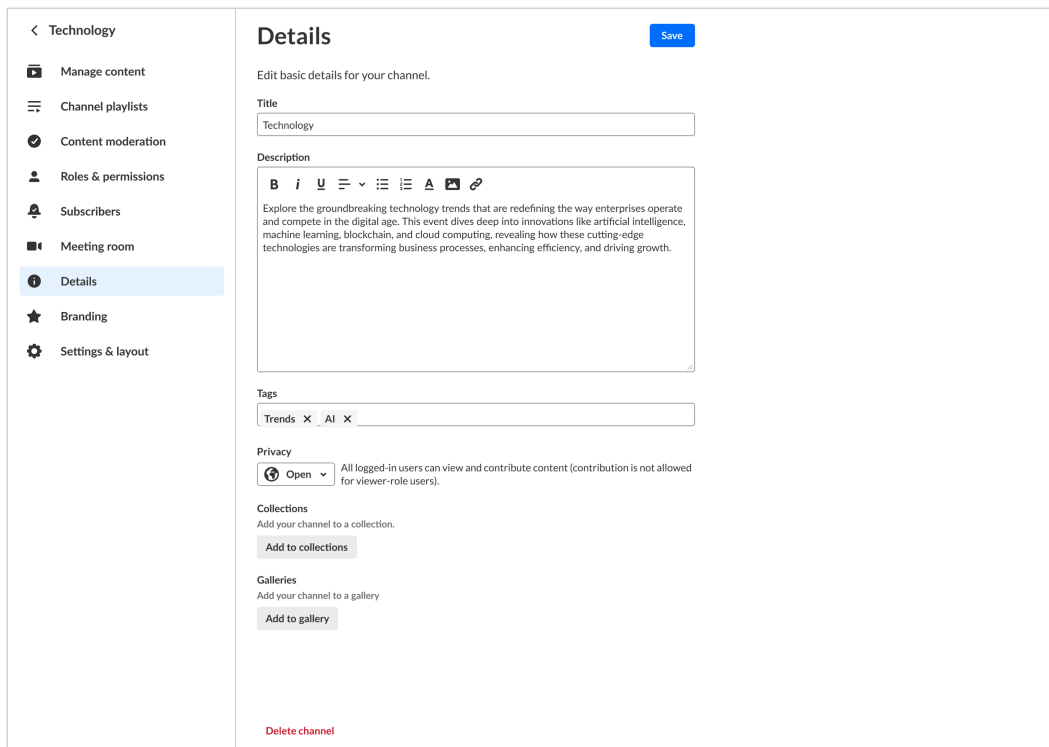 Technology
Manage content
Channel playlists
Content moderation
Roles & permissions
Subscribers
Meeting room
Details
Branding
Settings & layout
Details
Save
Edit basic details for your channel.
Title
Technology
Description
B i U A
Explore the groundbreaking technology trends that are redefining the way enterprises operate
and compete in the digital age. This event dives deep into innovations like artificial intelligence,
machine learning, blockchain, and cloud computing, revealing how these cutting-edge
technologies are transforming business processes, enhancing efficiency, and driving growth.
Tags
Trends AI
Privacy
Open
All logged-in users can view and contribute content (contribution is not allowed
for viewer-role users).
Collections
Add your channel to a collection.
Add to collections
Galleries
Add your channel to a gallery
Add to gallery
Delete channel